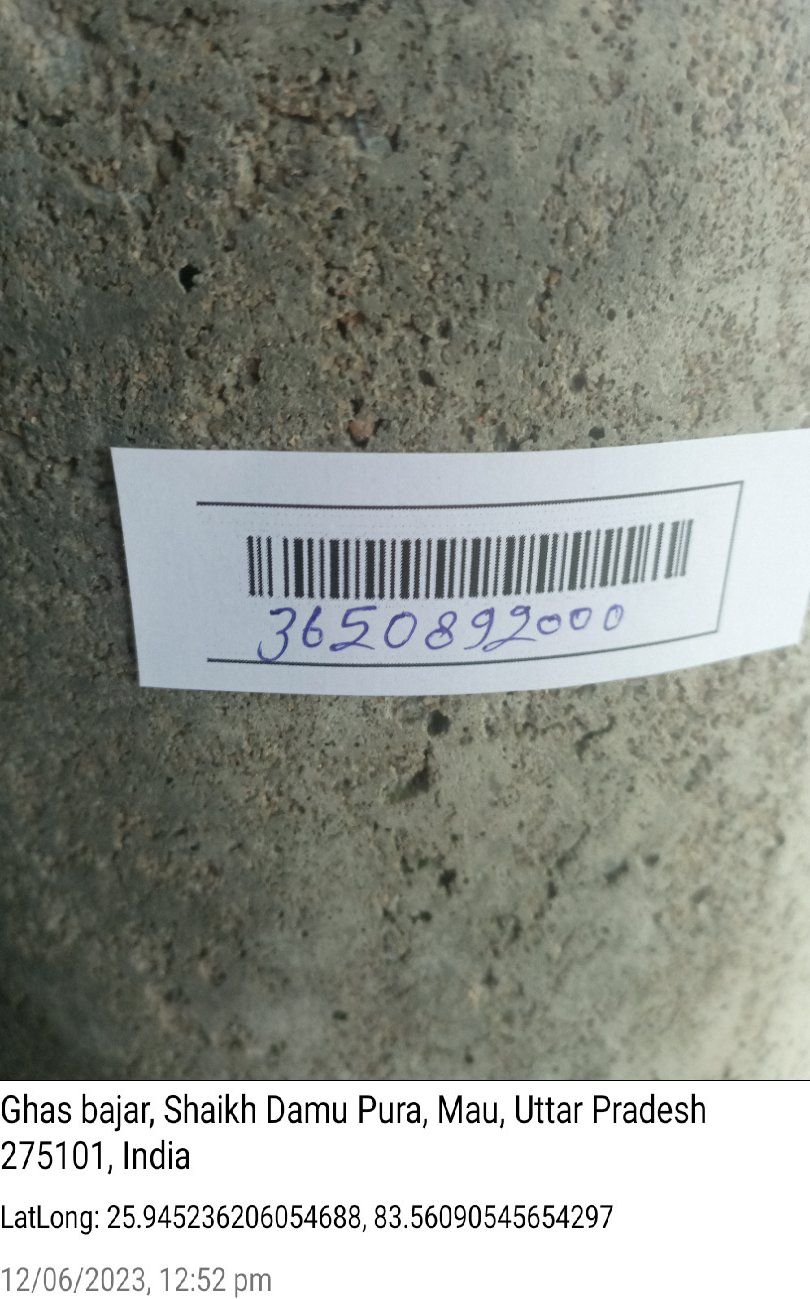 3650892000
Ghas bajar, Shaikh Damu Pura, Mau, Uttar Pradesh
275101, India
LatLong: 25.945236206054688, 83.56090545654297
12/06/2023, 12:52 pm